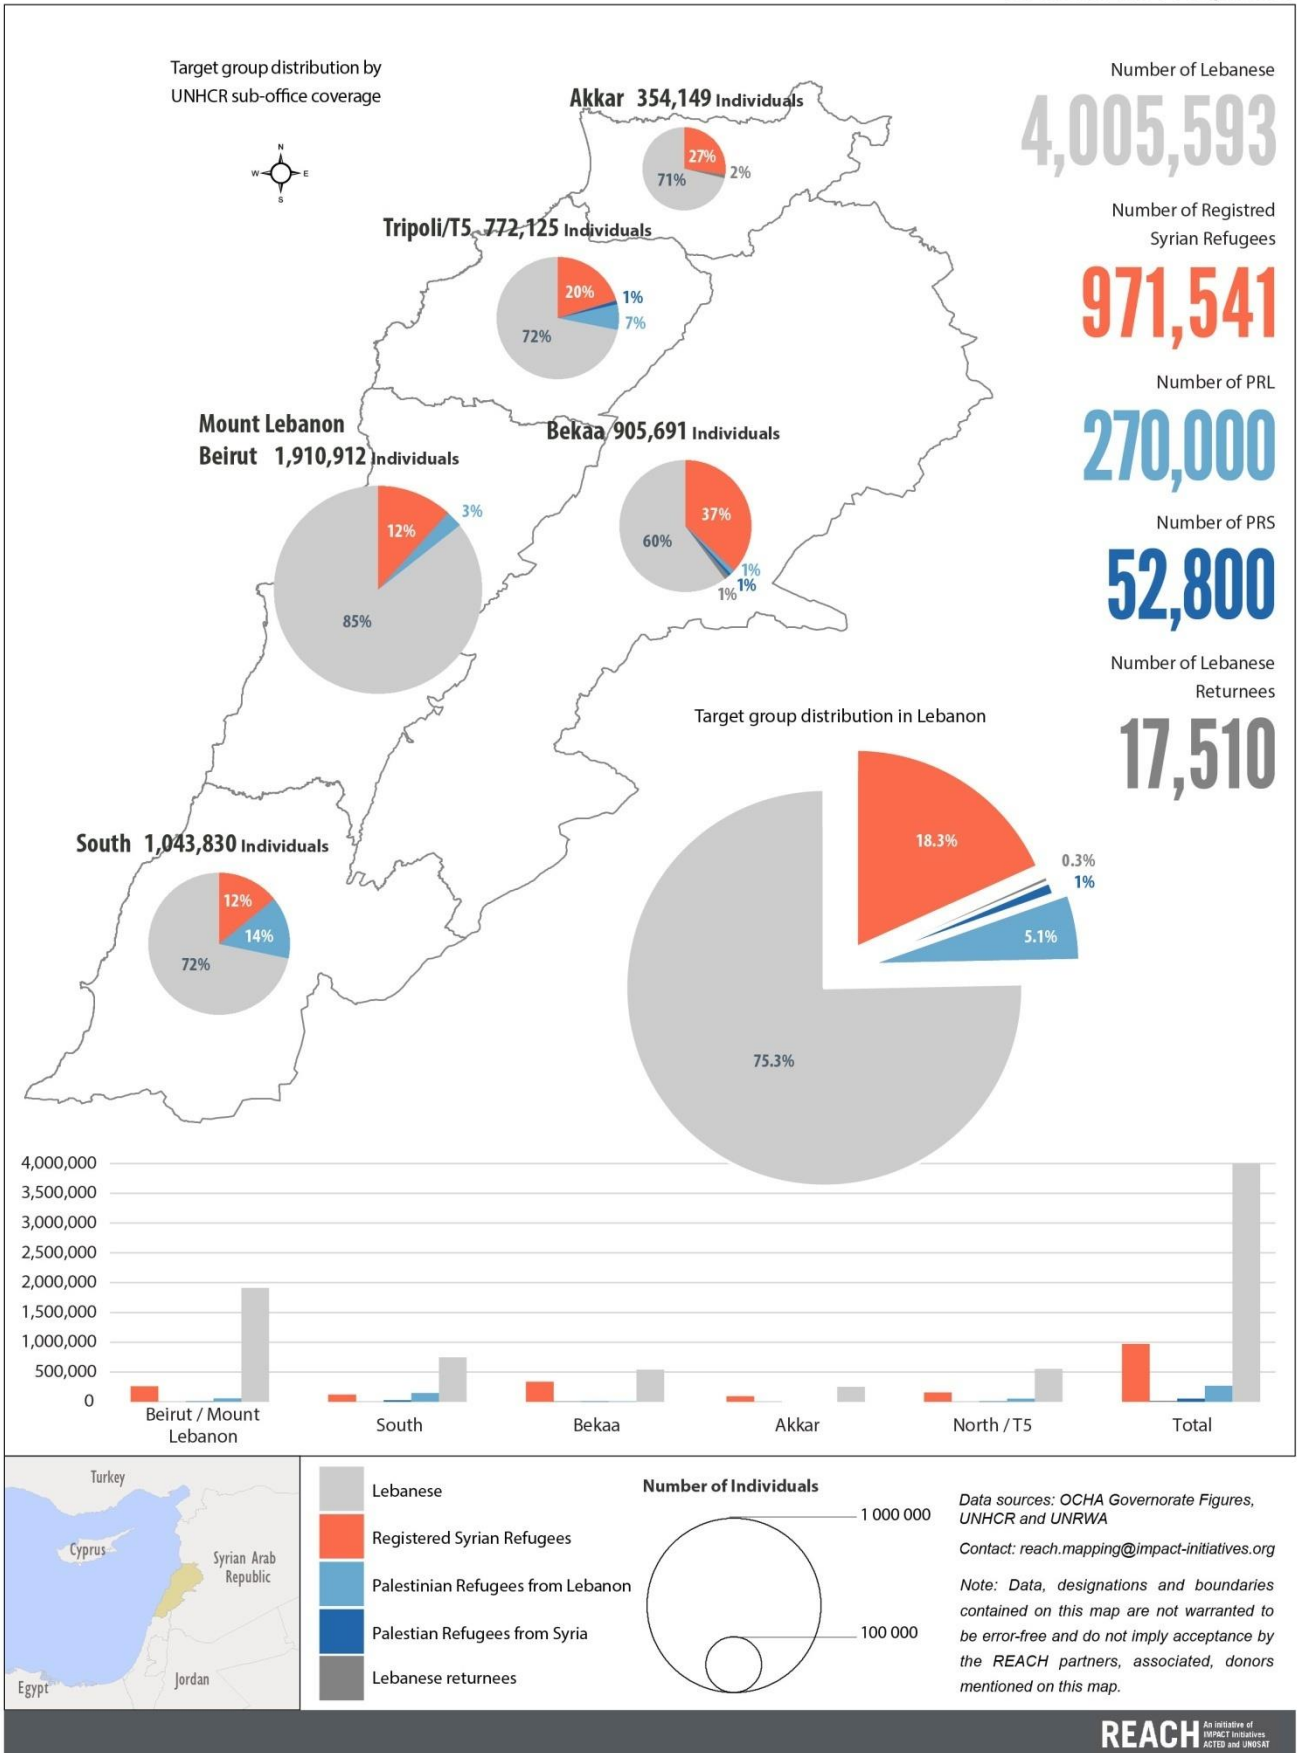 Target group distribution by
UNHCR sub-office coverage
N
W
E
S
Akkar 354,149 Individuals
27%
2%
71%
Tripoli/T5 772,125 Individuals
20%
1%
7%
72%
Mount Lebanon
Beirut 1,910,912 Individuals
12%
3%
85%
Bekaa 905,691 Individuals
37%
60%
1%
1%
1%
South 1,043,830 Individuals
12%
14%
72%
Number of Lebanese
4,005,593
Number of Registred
Syrian Refugees
971,541
Number of PRL
270,000
Number of PRS
52,800
Number of Lebanese
Returnees
17,510
Target group distribution in Lebanon
18.3%
0.3%
1%
5.1%
75.3%
4,000,000
3,500,000
3,000,000
2,500,000
2,000,000
1,500,000
1,000,000
500,000
0
Beirut / Mount
Lebanon
South
Bekaa
Akkar
North / T5
Total
Turkey
Cyprus
Syrian Arab
Republic
Jordan
Egypt
Lebanese
Registered Syrian Refugees
Palestinian Refugees from Lebanon
Palestian Refugees from Syria
Lebanese returnees
Number of Individuals
1 000 000
100 000
Data sources: OCHA Governorate Figures,
UNHCR and UNRWA
Contact: reach.mapping@impact-initiatives.org
Note: Data, designations and boundaries
contained on this map are not warranted to
be error-free and do not imply acceptance by
the REACH partners, associated, donors
mentioned on this map.
REACH
An initiative of
IMPACT Initiatives
ACTED and UNOSAT